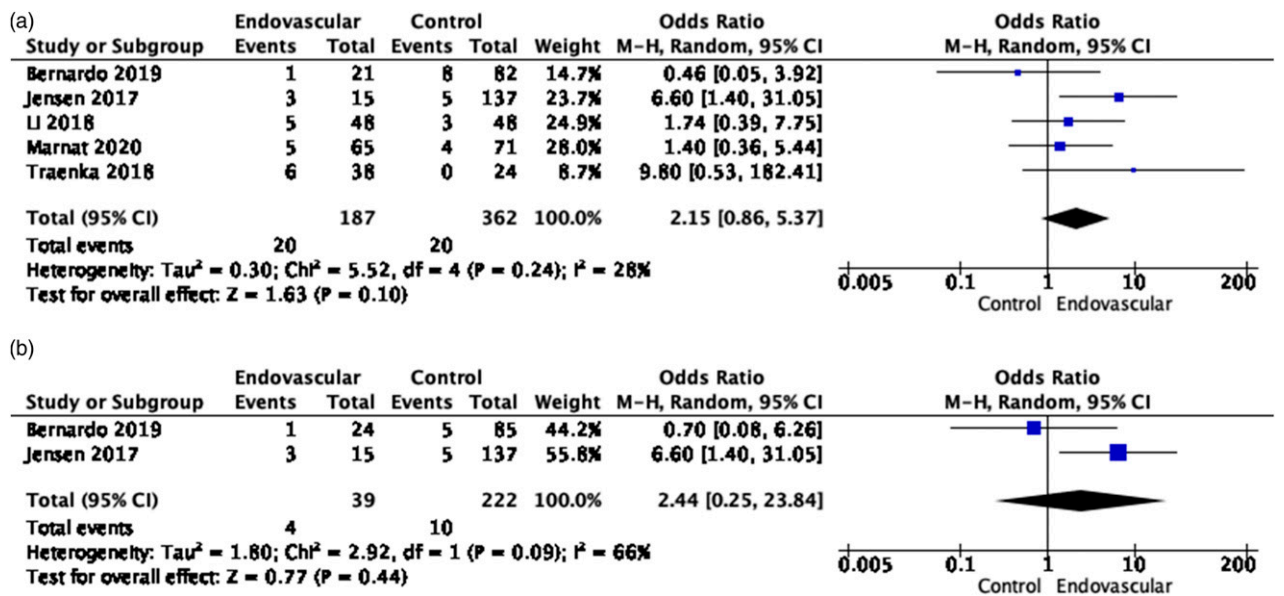 (a)
Endovascular Control Odds Ratio Odds Ratio
Study or Subgroup Events Total Events Total Weight M-H, Random, 95% CI M-H, Random, 95% CI
Bernardo 2019 1 21 8 82 14.7% 0.46 [0.05, 3.92]
Jensen 2017 3 15 5 137 23.7% 6.60 [1.40, 31.05]
LI 2018 5 48 3 48 24.9% 1.74 [0.39, 7.75]
Marnat 2020 5 65 4 71 28.0% 1.40 [0.36, 5.44]
Traenka 2018 6 38 0 24 8.7% 9.80 [0.53, 182.41]
Total (95% CI) 187 362 100.0% 2.15 [0.86, 5.37]
Total events 20 20
Heterogeneity: Tau² = 0.30; Chi² = 5.52, df = 4 (P = 0.24); I² = 28%
Test for overall effect: Z = 1.63 (P = 0.10)
0.005 0.1 1 10 200
Control Endovascular
(b)
Endovascular Control Odds Ratio Odds Ratio
Study or Subgroup Events Total Events Total Weight M-H, Random, 95% CI M-H, Random, 95% CI
Bernardo 2019 1 24 5 85 44.2% 0.70 [0.08, 6.26]
Jensen 2017 3 15 5 137 55.8% 6.60 [1.40, 31.05]
Total (95% CI) 39 222 100.0% 2.44 [0.25, 23.84]
Total events 4 10
Heterogeneity: Tau² = 1.80; Chi² = 2.92, df = 1 (P = 0.09); I² = 66%
Test for overall effect: Z = 0.77 (P = 0.44)
0.005 0.1 1 10 200
Control Endovascular